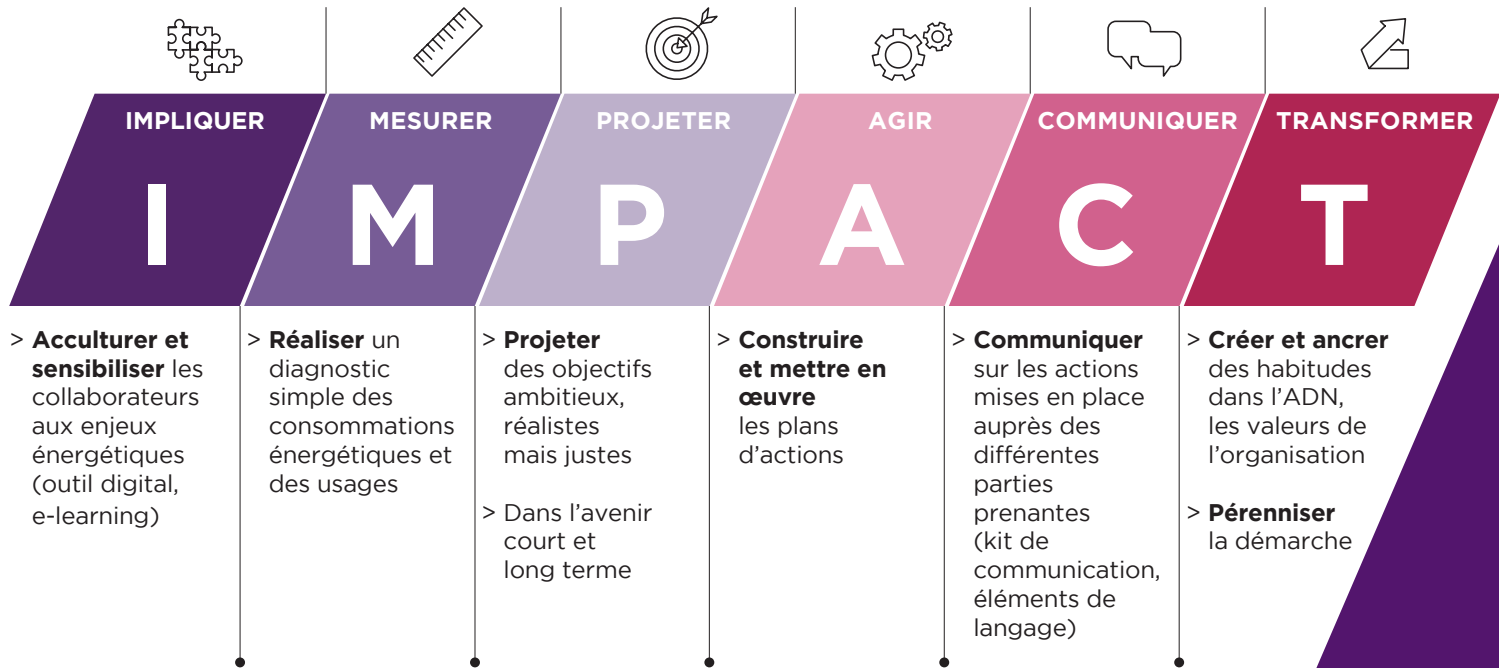 IMPLIQUER
I
> Acculturer et
sensibiliser les
collaborateurs
aux enjeux
énergétiques
(outil digital,
e-learning)
MESURER
M
> Réaliser un
diagnostic
simple des
consommations
énergétiques et
des usages
PROJETER
P
> Projeter
des objectifs
ambitieux,
réalistes
mais justes
> Dans l’avenir
court et
long terme
AGIR
A
> Construire
et mettre en
œuvre
les plans
d’actions
COMMUNIQUER
C
> Communiquer
sur les actions
mises en place
auprès des
différentes
parties
prenantes
(kit de
communication,
éléments de
langage)
TRANSFORMER
T
> Créer et ancrer
des habitudes
dans l’ADN,
les valeurs de
l’organisation
> Pérenniser
la démarche